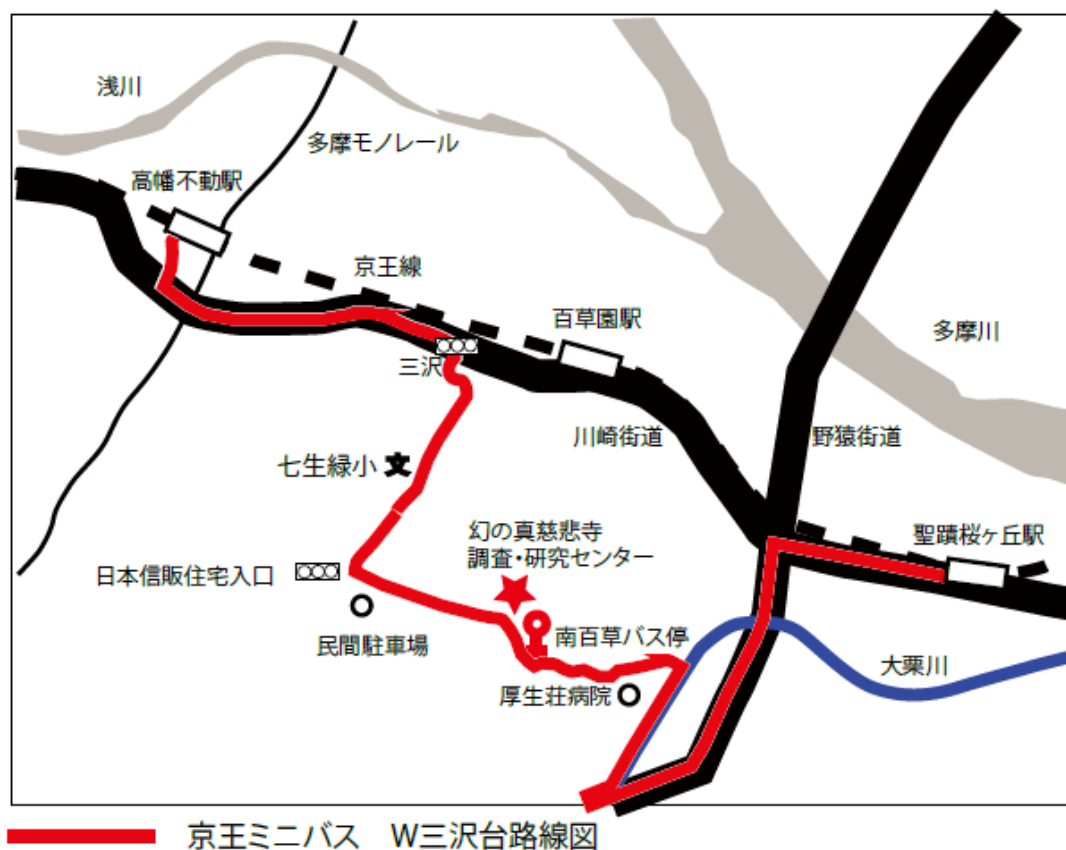 浅川
多摩モノレール
高幡不動駅
京王線
百草園駅
多摩川
三沢
川崎街道
野猿街道
七生緑小
文
幻の真慈悲寺
調査・研究センター
聖蹟桜ヶ丘駅
日本信販住宅入口
民間駐車場
南百草バス停
大栗川
厚生荘病院
京王ミニバス　W三沢台路線図